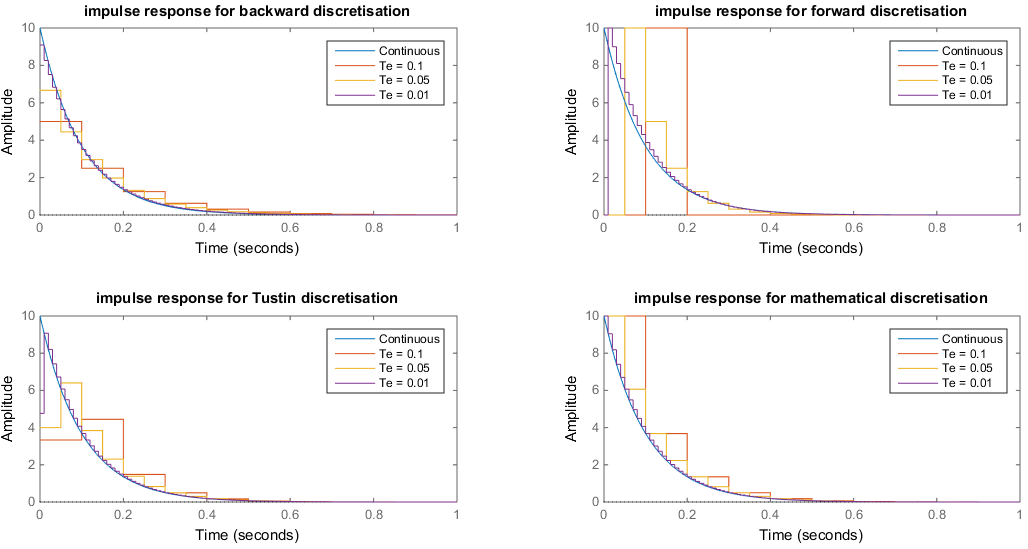 impulse response for backward discretisation
Amplitude
10
8
6
4
2
0
0 0.2 0.4 0.6 0.8 1
Time (seconds)
Continuous
Te = 0.1
Te = 0.05
Te = 0.01
impulse response for forward discretisation
Amplitude
10
8
6
4
2
0
0 0.2 0.4 0.6 0.8 1
Time (seconds)
Continuous
Te = 0.1
Te = 0.05
Te = 0.01
impulse response for Tustin discretisation
Amplitude
10
8
6
4
2
0
0 0.2 0.4 0.6 0.8 1
Time (seconds)
Continuous
Te = 0.1
Te = 0.05
Te = 0.01
impulse response for mathematical discretisation
Amplitude
10
8
6
4
2
0
0 0.2 0.4 0.6 0.8 1
Time (seconds)
Continuous
Te = 0.1
Te = 0.05
Te = 0.01